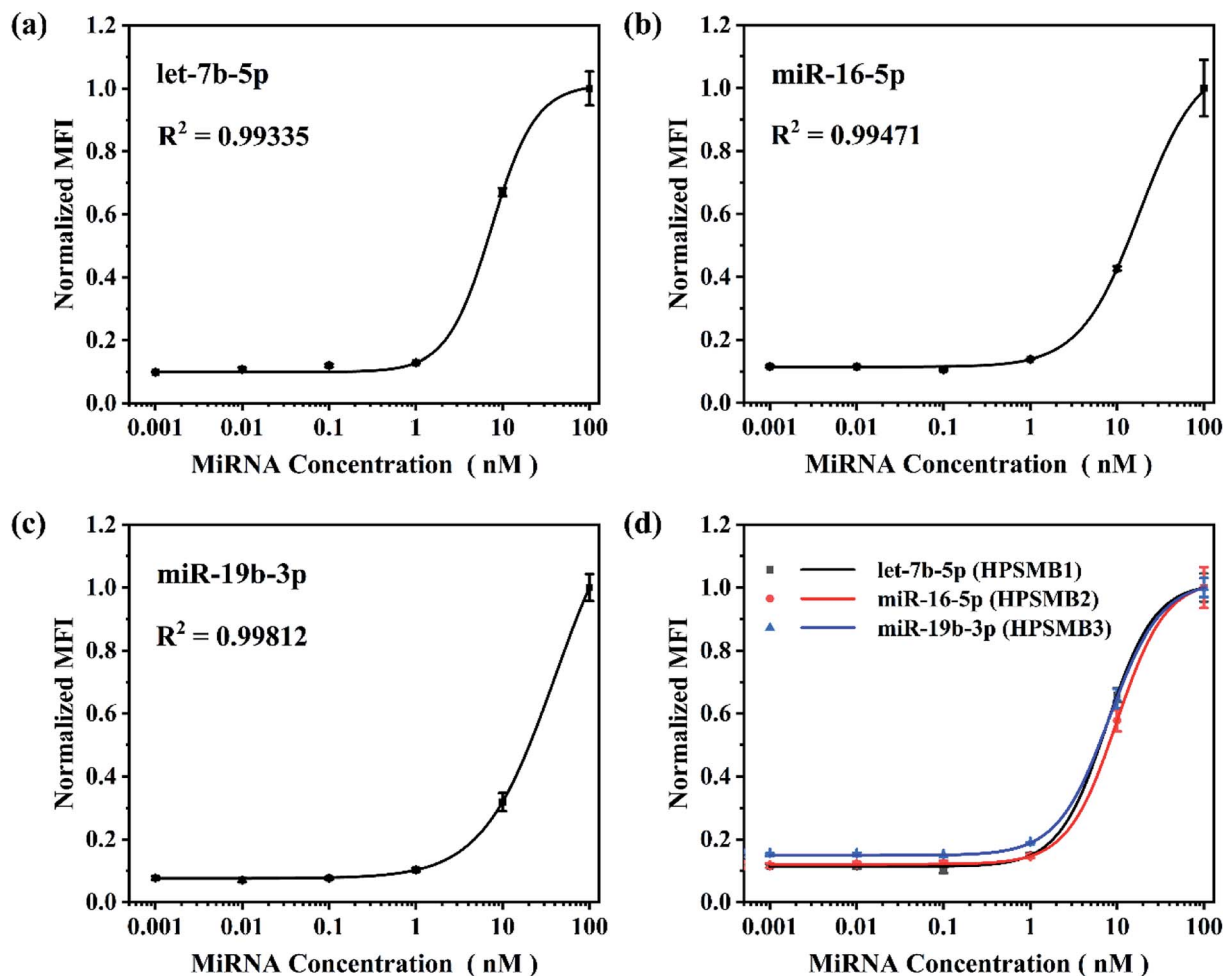 (a)
1.2
1.0
0.8
0.6
0.4
0.2
0.0
Normalized MFI
let-7b-5p
R² = 0.99335
0.001 0.01 0.1 1 10 100
MiRNA Concentration ( nM )
(b)
1.2
1.0
0.8
0.6
0.4
0.2
0.0
Normalized MFI
miR-16-5p
R² = 0.99471
0.001 0.01 0.1 1 10 100
MiRNA Concentration ( nM )
(c)
1.2
1.0
0.8
0.6
0.4
0.2
0.0
Normalized MFI
miR-19b-3p
R² = 0.99812
0.001 0.01 0.1 1 10 100
MiRNA Concentration ( nM )
(d)
1.2
1.0
0.8
0.6
0.4
0.2
0.0
Normalized MFI
let-7b-5p (HPSMB1)
miR-16-5p (HPSMB2)
miR-19b-3p (HPSMB3)
0.001 0.01 0.1 1 10 100
MiRNA Concentration ( nM )